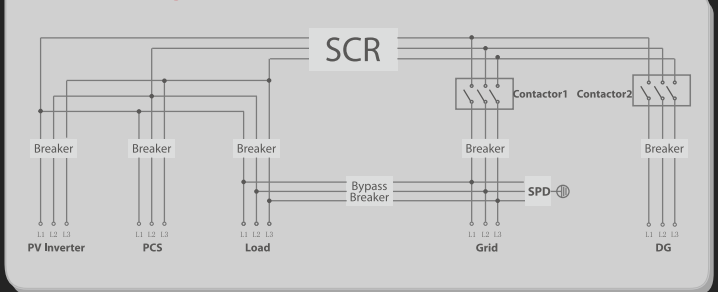 SCR
Contactor1
Contactor2
Breaker
Breaker
Breaker
Breaker
Breaker
Bypass
Breaker
SPD
L1 L2 L3
L1 L2 L3
L1 L2 L3
L1 L2 L3
L1 L2 L3
PV Inverter
PCS
Load
Grid
DG